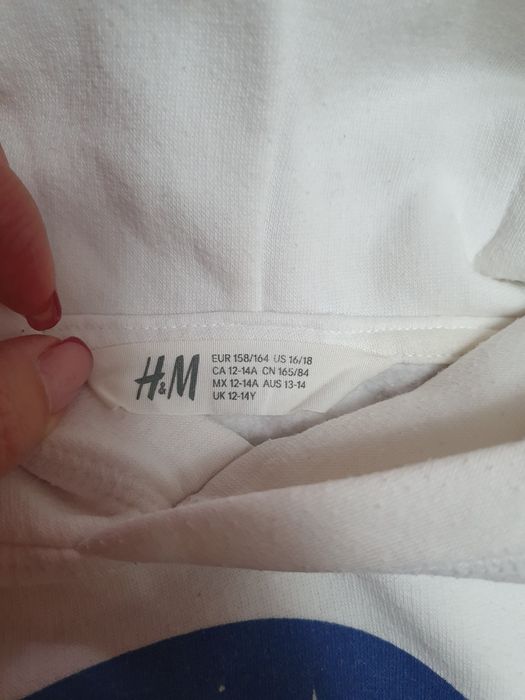 H&M
EUR 158/164 US 16/18
CA 12-14A CN 165/84
MX 12-14A AUS 13-14
UK 12-14Y